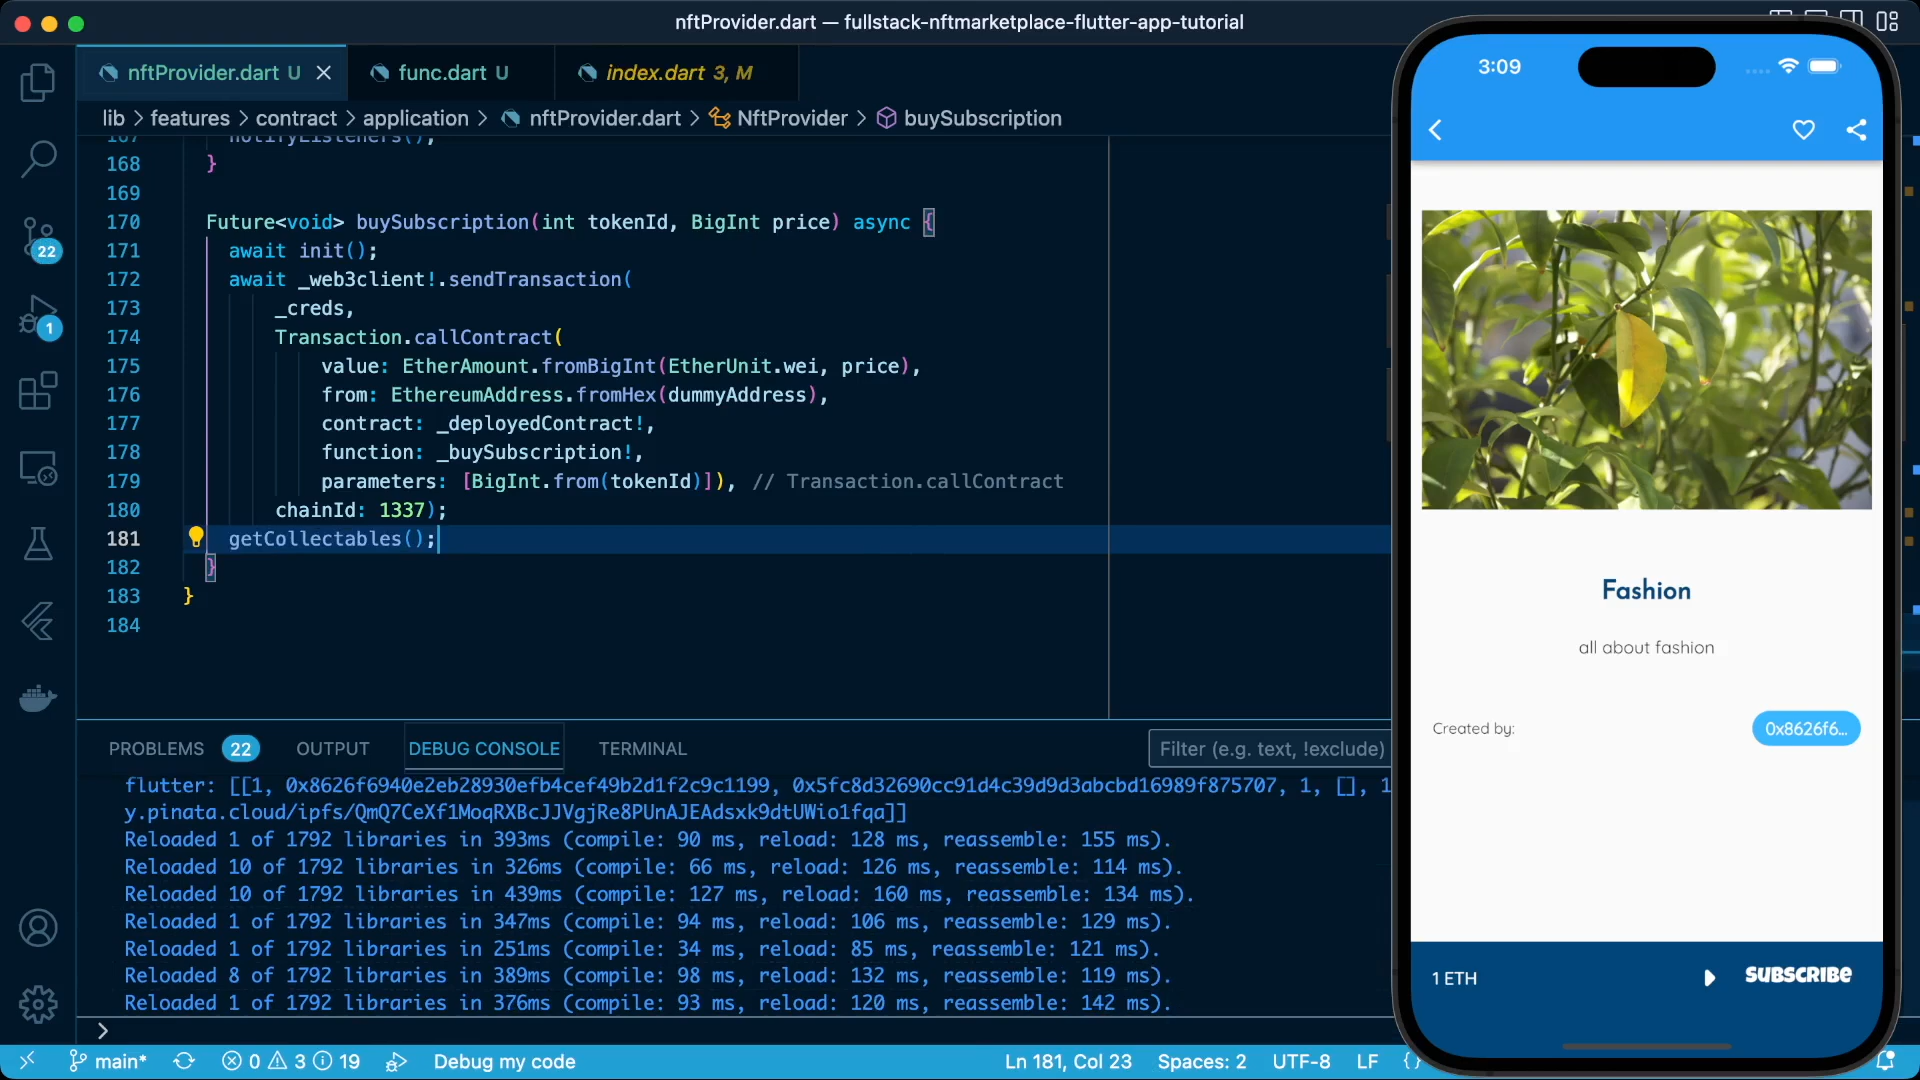 nftProvider.dart — fullstack-nftmarketplace-flutter-app-tutorial
nftProvider.dart U
func.dart U
index.dart 3, M
lib > features > contract > application > nftProvider.dart > NftProvider > buySubscription
167 notifyListeners();
168 }
169
170 Future<void> buySubscription(int tokenId, BigInt price) async {
171 await init();
172 await _web3client!.sendTransaction(
173 _creds,
174 Transaction.callContract(
175 value: EtherAmount.fromBigInt(EtherUnit.wei, price),
176 from: EthereumAddress.fromHex(dummyAddress),
177 contract: _deployedContract!,
178 function: _buySubscription!,
179 parameters: [BigInt.from(tokenId)]), // Transaction.callContract
180 chainId: 1337);
181 getCollectables();
182 }
183 }
184
22
1
PROBLEMS 22 OUTPUT DEBUG CONSOLE TERMINAL
Filter (e.g. text, !exclude)
flutter: [[1, 0x8626f6940e2eb28930efb4cef49b2d1f2c9c1199, 0x5fc8d32690cc91d4c39d9d3abcbd16989f875707, 1, [], 1
y.pinata.cloud/ipfs/QmQ7CeXf1MoqRXBcJJVgjRe8PUnAJEAdsxk9dtUWio1fqa]]
Reloaded 1 of 1792 libraries in 393ms (compile: 90 ms, reload: 128 ms, reassemble: 155 ms).
Reloaded 10 of 1792 libraries in 326ms (compile: 66 ms, reload: 126 ms, reassemble: 114 ms).
Reloaded 10 of 1792 libraries in 439ms (compile: 127 ms, reload: 160 ms, reassemble: 134 ms).
Reloaded 1 of 1792 libraries in 347ms (compile: 94 ms, reload: 106 ms, reassemble: 129 ms).
Reloaded 1 of 1792 libraries in 251ms (compile: 34 ms, reload: 85 ms, reassemble: 121 ms).
Reloaded 8 of 1792 libraries in 389ms (compile: 98 ms, reload: 132 ms, reassemble: 119 ms).
Reloaded 1 of 1792 libraries in 376ms (compile: 93 ms, reload: 120 ms, reassemble: 142 ms).
>
main* 0 3 19 Debug my code
Ln 181, Col 23 Spaces: 2 UTF-8 LF {}
3:09
Fashion
all about fashion
Created by: 0x8626f6...
1 ETH
SUBSCRIBE